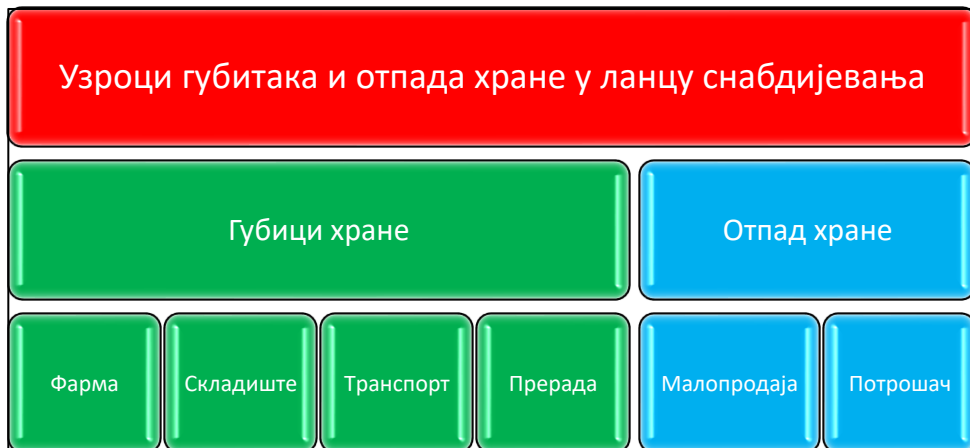 Узроци губитака и отпада хране у ланцу снабдијевања
Губици хране
Отпад хране
Фарма
Складиште
Транспорт
Прерада
Малопродаја
Потрошач